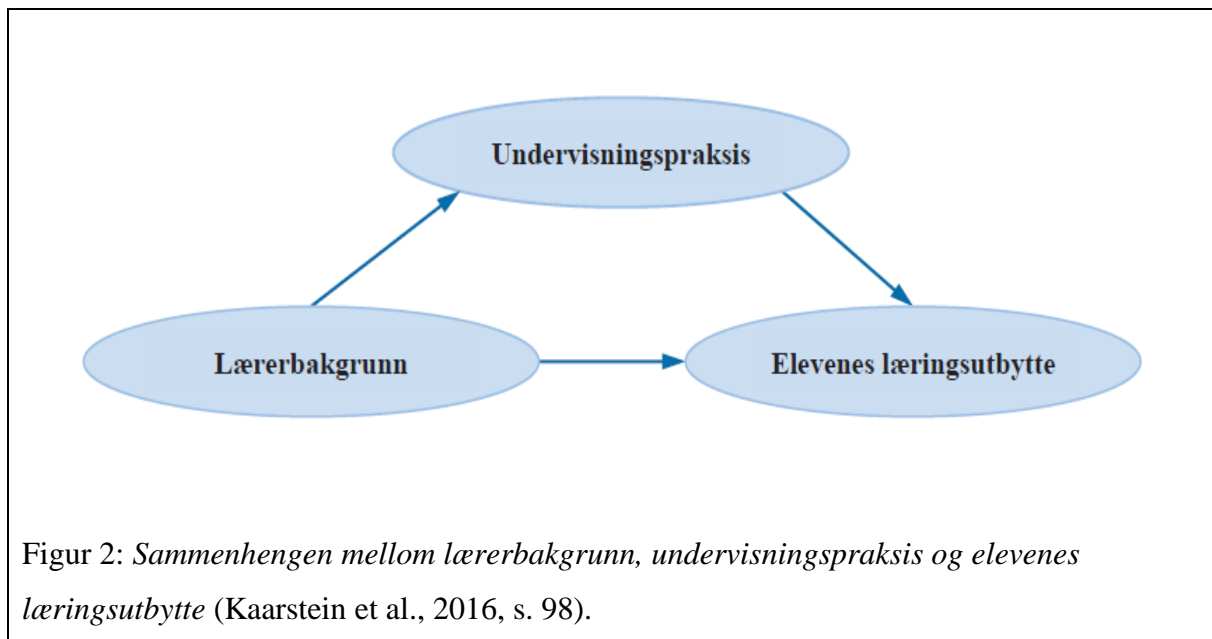 Undervisningspraksis
Lærerbakgrunn
Elevenes læringsutbytte
Figur 2: Sammenhengen mellom lærerbakgrunn, undervisningspraksis og elevenes
læringsutbytte (Kaarstein et al., 2016, s. 98).